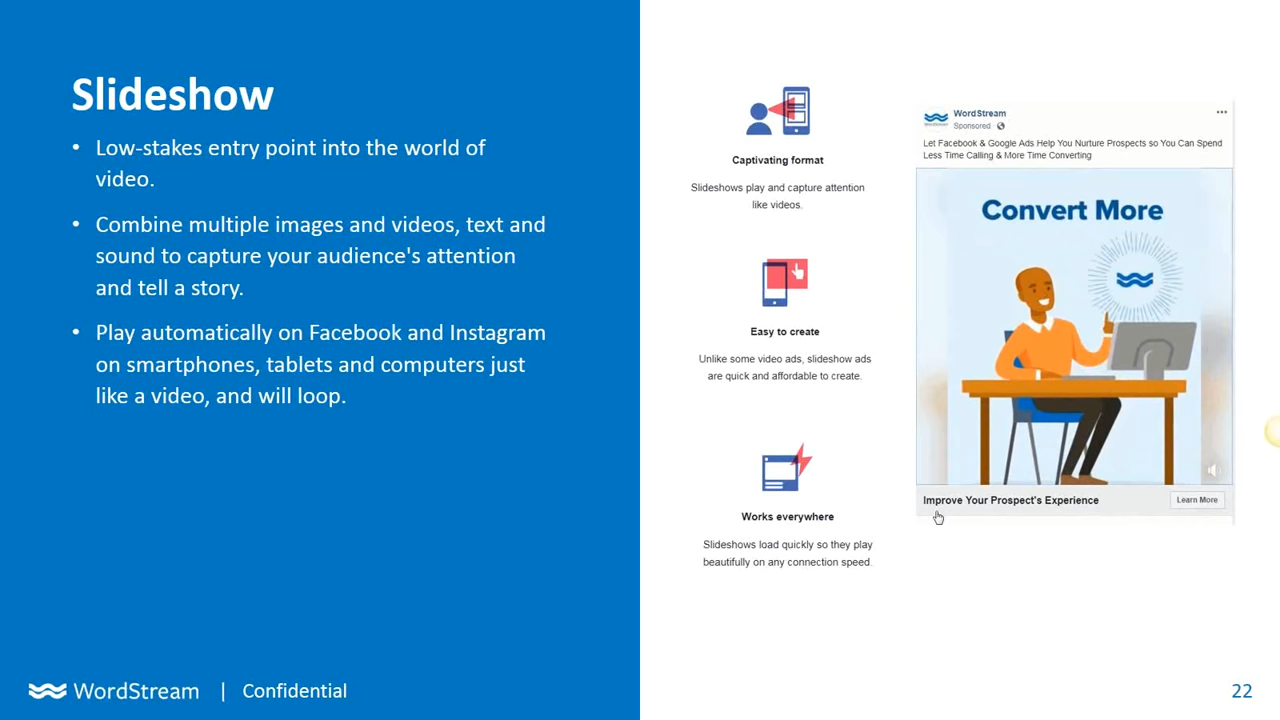 Slideshow
• Low-stakes entry point into the world of
video.
• Combine multiple images and videos, text and
sound to capture your audience's attention
and tell a story.
• Play automatically on Facebook and Instagram
on smartphones, tablets and computers just
like a video, and will loop.
Captivating format
Slideshows play and capture attention
like videos.
Easy to create
Unlike some video ads, slideshow ads
are quick and affordable to create.
Works everywhere
Slideshows load quickly so they play
beautifully on any connection speed.
WordStream
Sponsored
Let Facebook & Google Ads Help You Nurture Prospects so You Can Spend
Less Time Calling & More Time Converting
Convert More
Improve Your Prospect's Experience
Learn More
WordStream | Confidential
22